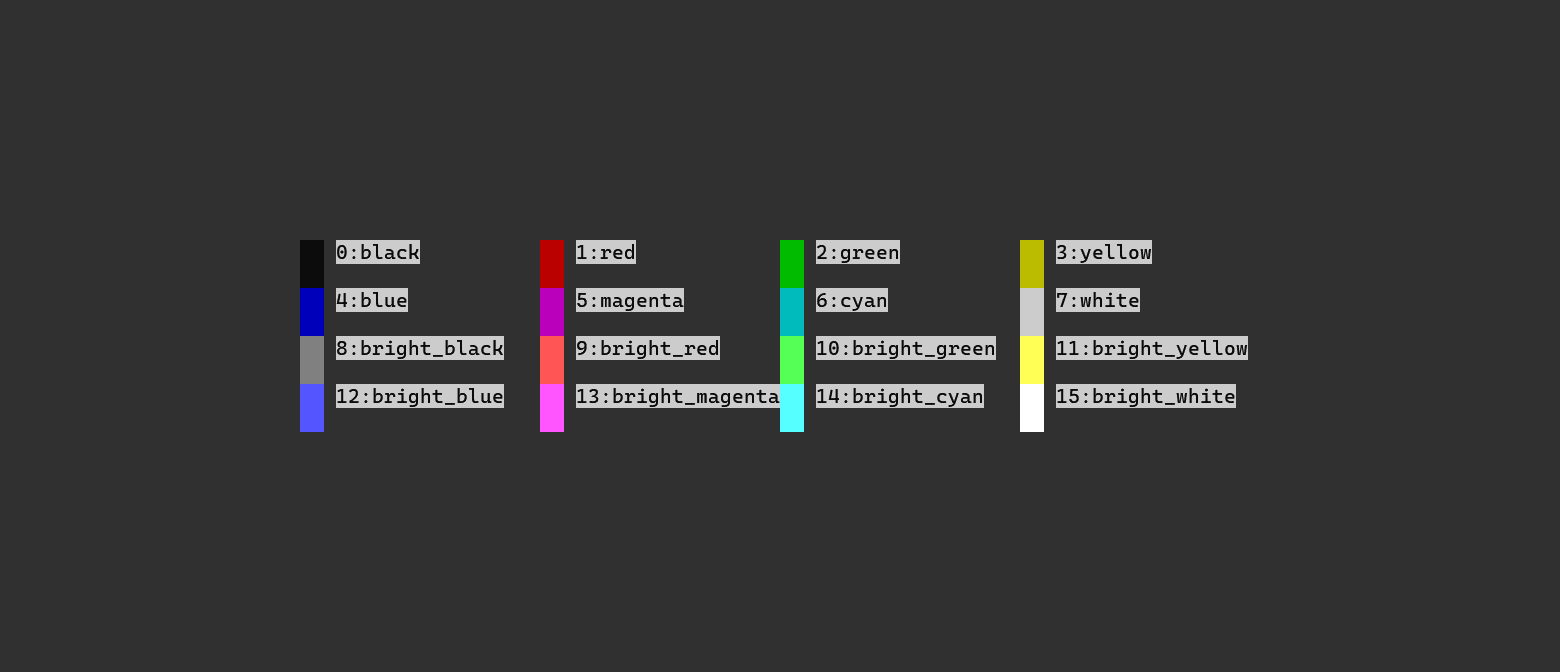 0:black 1:red 2:green 3:yellow
4:blue 5:magenta 6:cyan 7:white
8:bright_black 9:bright_red 10:bright_green 11:bright_yellow
12:bright_blue 13:bright_magenta 14:bright_cyan 15:bright_white